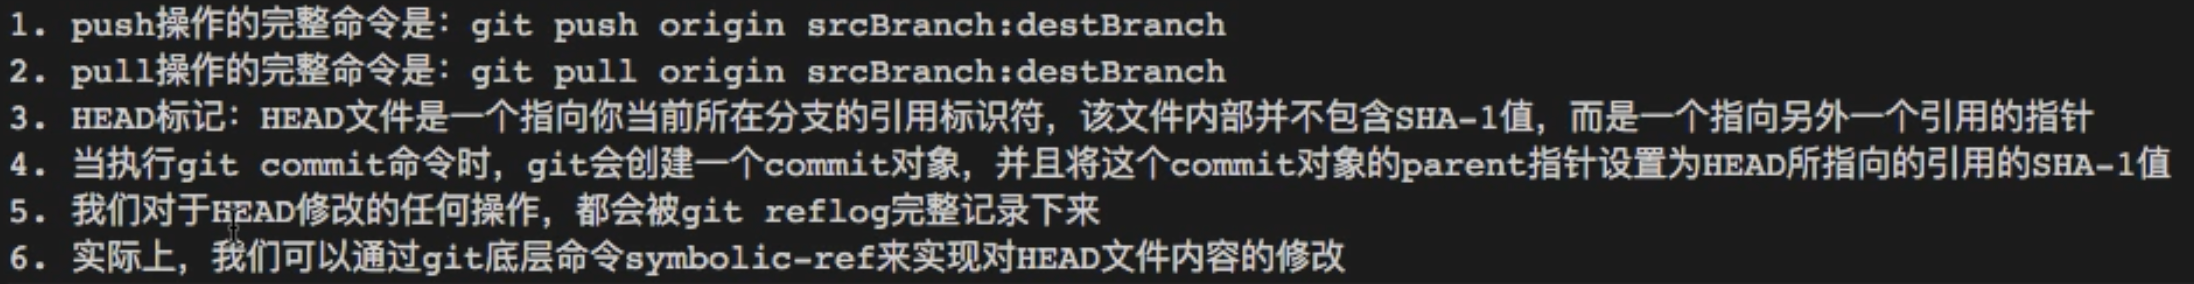 1. push操作的完整命令是：git push origin srcBranch:destBranch
2. pull操作的完整命令是：git pull origin srcBranch:destBranch
3. HEAD标记：HEAD文件是一个指向你当前所在分支的引用标识符，该文件内部并不包含SHA-1值，而是一个指向另外一个引用的指针
4. 当执行git commit命令时，git会创建一个commit对象，并且将这个commit对象的parent指针设置为HEAD所指向的引用的SHA-1值
5. 我们对于HEAD修改的任何操作，都会被git reflog完整记录下来
6. 实际上，我们可以通过git底层命令symbolic-ref来实现对HEAD文件内容的修改